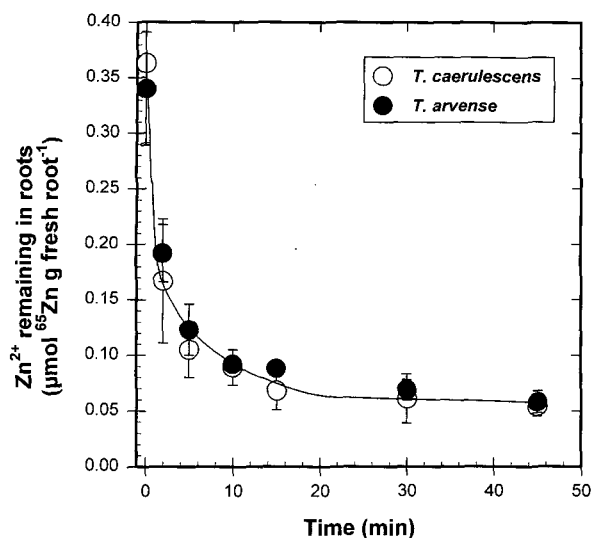 0.40
0.35
0.30
0.25
0.20
0.15
0.10
0.05
0.00
Zn²⁺ remaining in roots
(µmol ⁶⁵Zn g fresh root⁻¹)
T. caerulescens
T. arvense
0 10 20 30 40 50
Time (min)